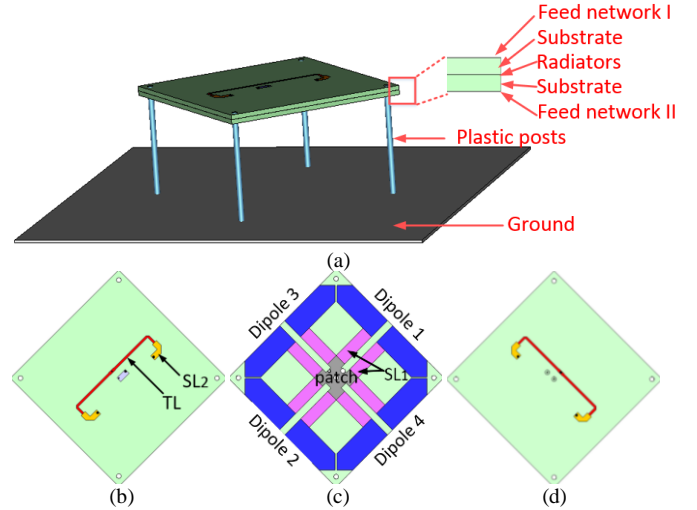 Feed network I
Substrate
Radiators
Substrate
Feed network II
Plastic posts
Ground
(a)
SL2
TL
(b)
Dipole 3
Dipole 1
patch
SL1
Dipole 2
Dipole 4
(c)
(d)